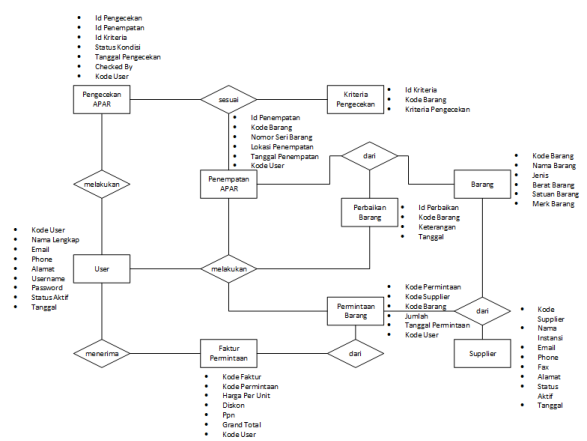 • Id Pengecekan
• Id Penempatan
• Id Kriteria
• Status Kondisi
• Tanggal Pengecekan
• Checked By
• Kode User
Pengecekan
APAR
sesuai
Kriteria
Pengecekan
• Id Kriteria
• Kode Barang
• Kriteria Pengecekan
• Id Penempatan
• Kode Barang
• Nomor Seri Barang
• Lokasi Penempatan
• Tanggal Penempatan
• Kode User
Penempatan
APAR
dari
Barang
• Kode Barang
• Nama Barang
• Jenis
• Berat Barang
• Satuan Barang
• Merk Barang
melakukan
Perbaikan
Barang
• Id Perbaikan
• Kode Barang
• Keterangan
• Tanggal
• Kode User
• Nama Lengkap
• Email
• Phone
• Alamat
• Username
• Password
• Status Aktif
• Tanggal
User
melakukan
Permintaan
Barang
• Kode Permintaan
• Kode Supplier
• Kode Barang
• Jumlah
• Tanggal Permintaan
• Kode User
dari
• Kode
Supplier
• Nama
Instansi
• Email
• Phone
• Fax
• Alamat
• Status
Aktif
• Tanggal
Supplier
menerima
Faktur
Permintaan
dari
• Kode Faktur
• Kode Permintaan
• Harga Per Unit
• Diskon
• Ppn
• Grand Total
• Kode User